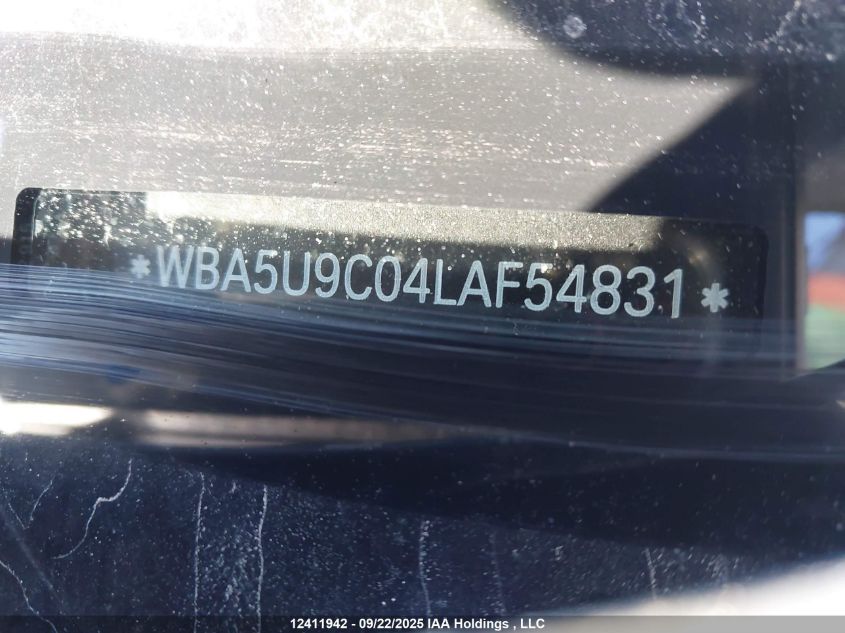 *WBA5U9C04LAF54831*
12411942 - 09/22/2025 IAA Holdings , LLC